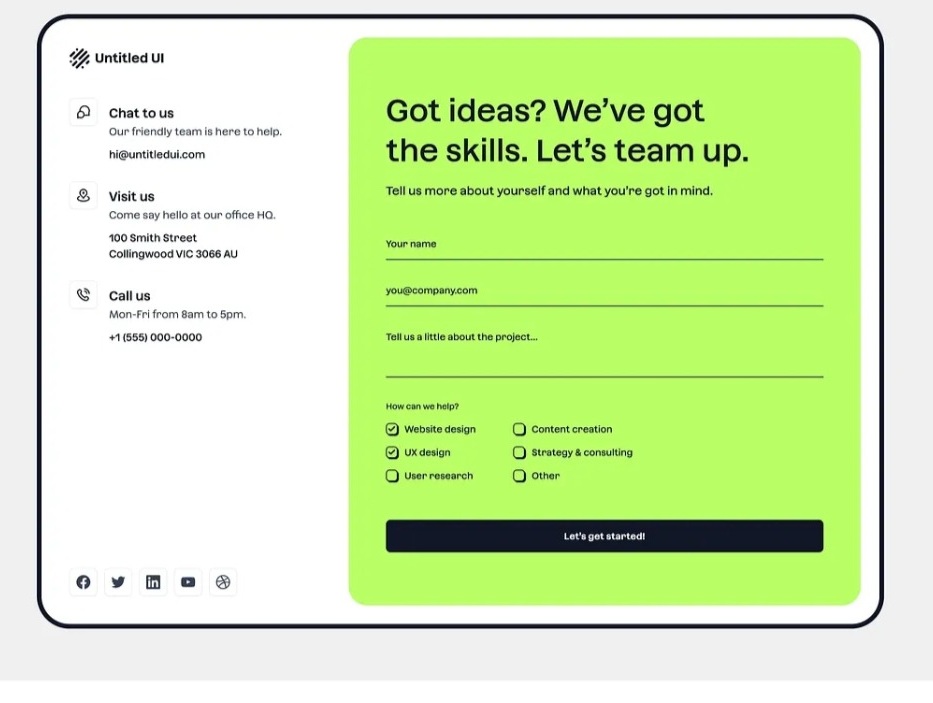 Untitled UI
Chat to us
Our friendly team is here to help.
hi@untitledui.com
Visit us
Come say hello at our office HQ.
100 Smith Street
Collingwood VIC 3066 AU
Call us
Mon-Fri from 8am to 5pm.
+1 (555) 000-0000
Got ideas? We’ve got
the skills. Let’s team up.
Tell us more about yourself and what you're got in mind.
Your name
you@company.com
Tell us a little about the project...
How can we help?
Website design
Content creation
UX design
Strategy & consulting
User research
Other
Let's get started!